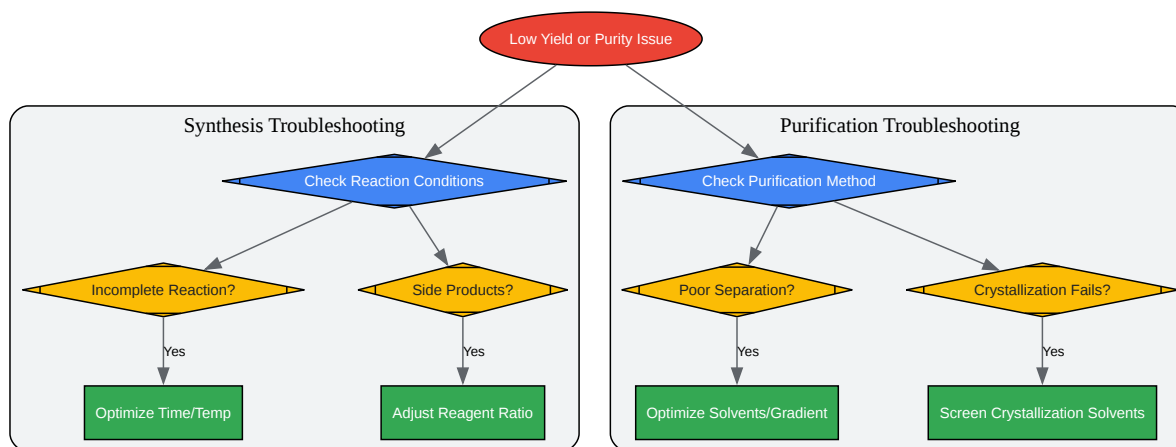 Low Yield or Purity Issue
Synthesis Troubleshooting
Purification Troubleshooting
Check Reaction Conditions
Check Purification Method
Incomplete Reaction?
Side Products?
Poor Separation?
Crystallization Fails?
Yes
Yes
Yes
Yes
Optimize Time/Temp
Adjust Reagent Ratio
Optimize Solvents/Gradient
Screen Crystallization Solvents